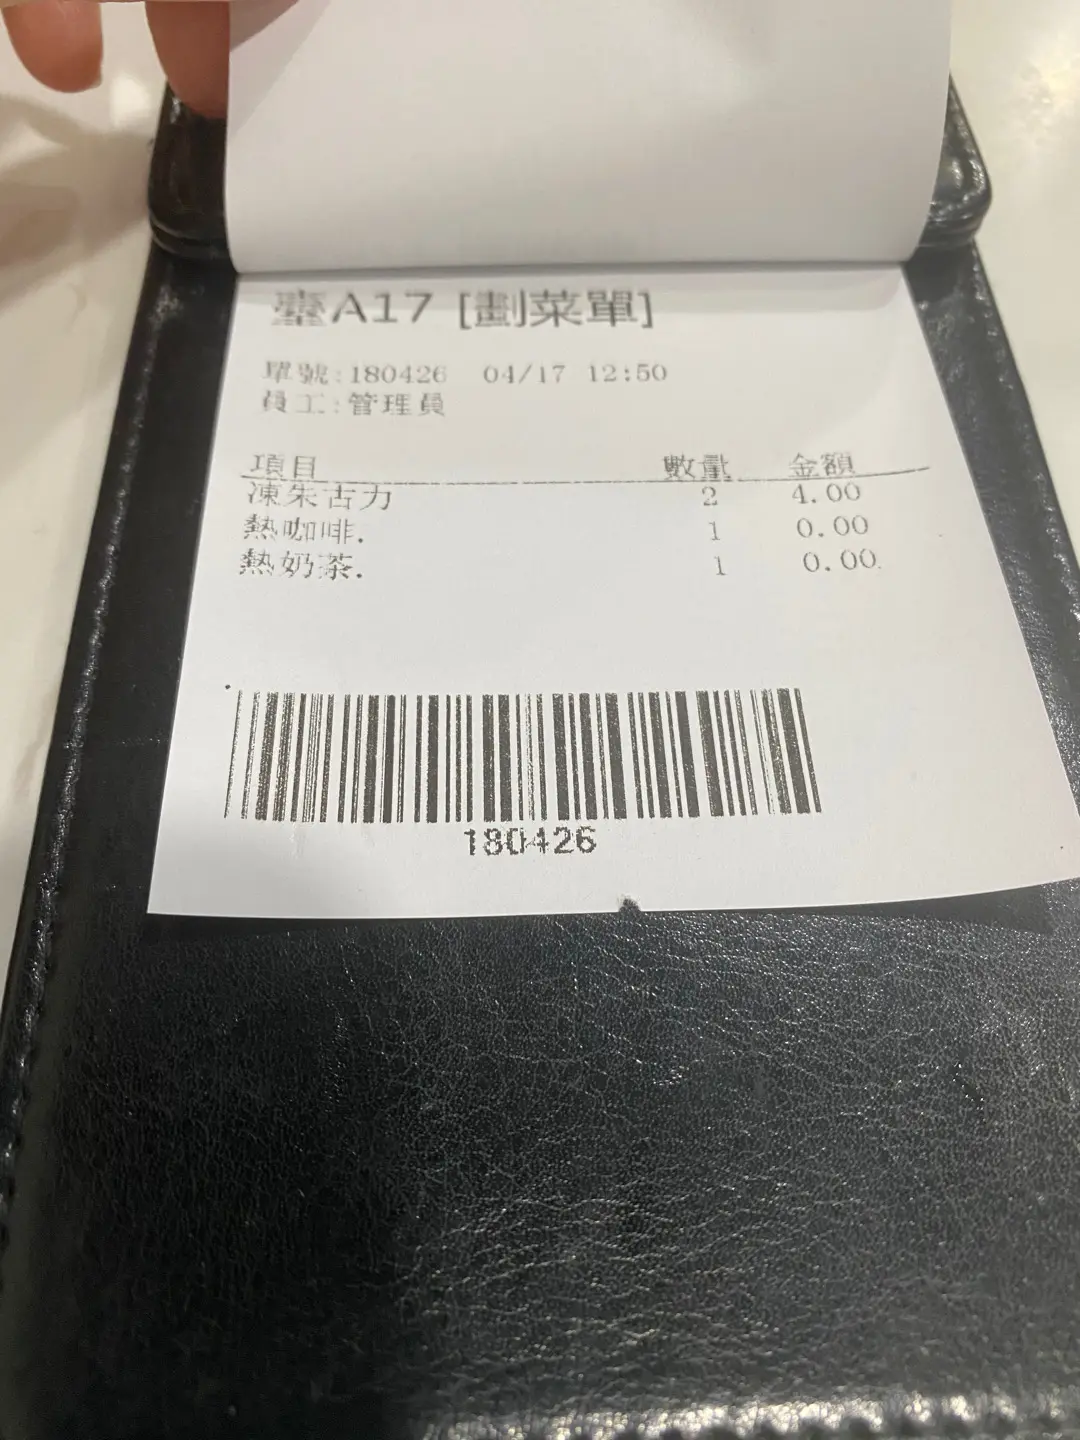 臺A17 [劃菜單]
單號:180426 04/17 12:50
員工:管理員
項目 數量 金額
凍朱古力 2 4.00
熱咖啡. 1 0.00
熱奶茶. 1 0.00
180426